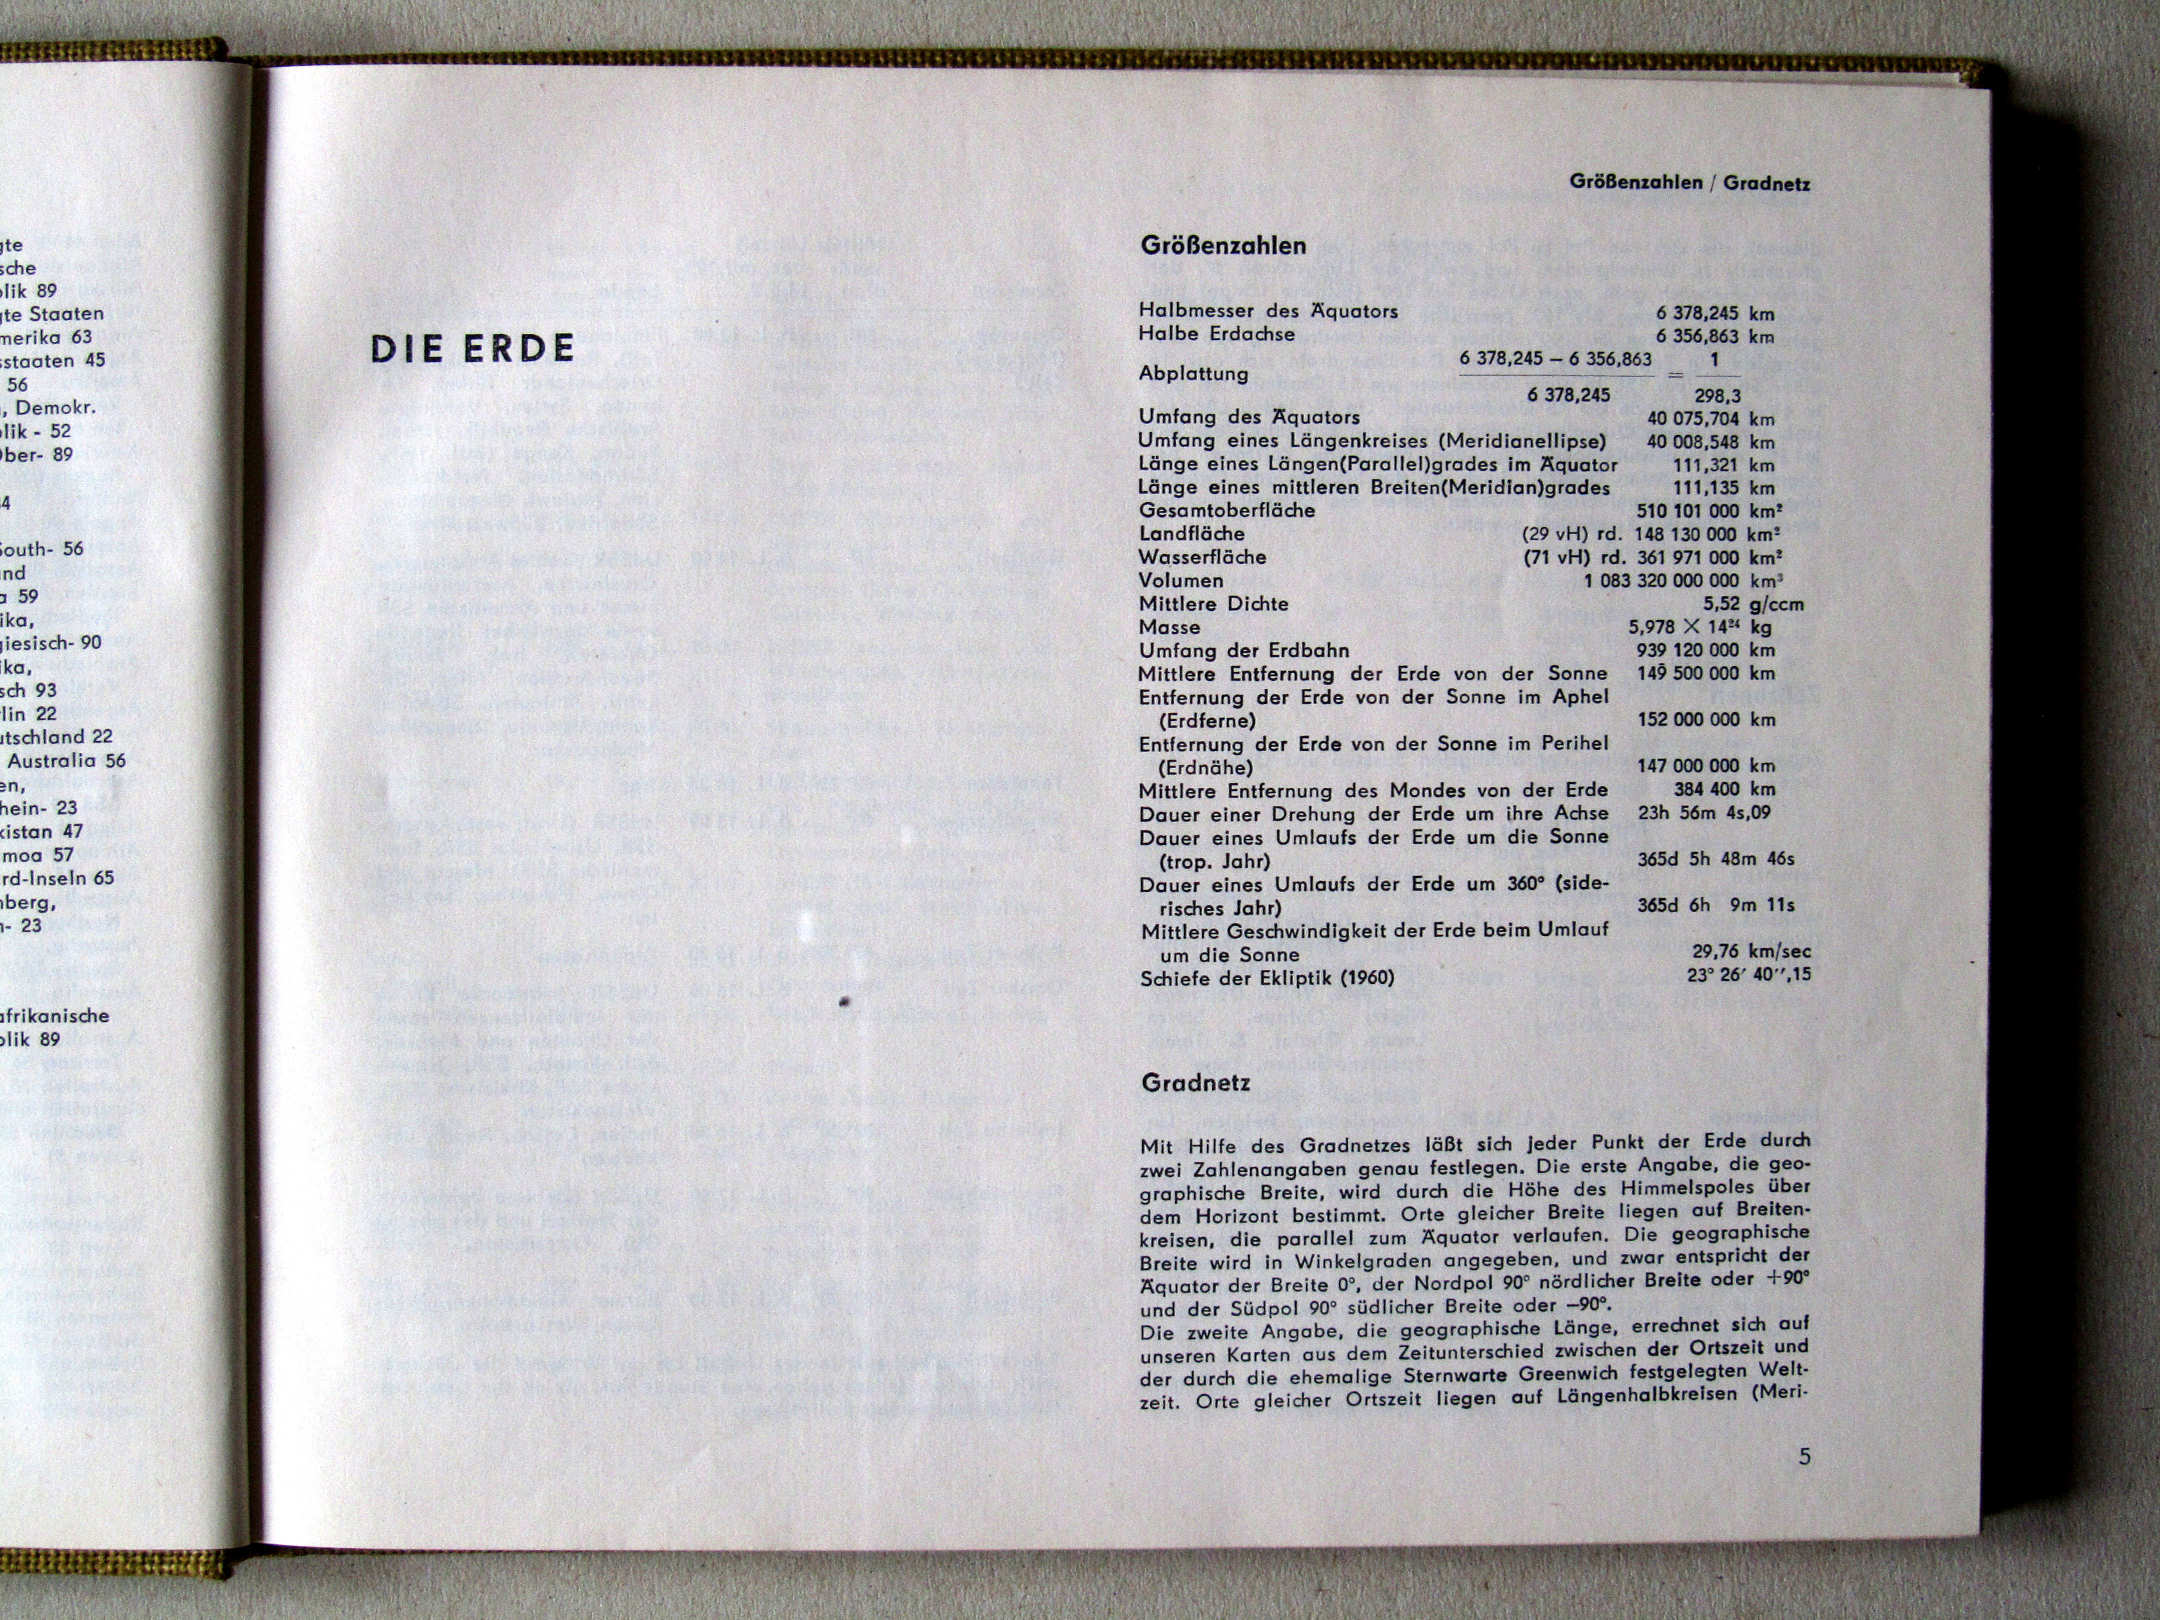 gte
sche
blik 89
gte Staaten
merika 63
sstaaten 45
56
Demokr.
blik - 52
Ober- 89
South- 56
nd
59
ika,
giesisch- 90
ika,
sch 93
lin 22
utschland 22
Australia 56
en,
hein- 23
kistan 47
moa 57
rd-Inseln 65
nberg,
n- 23
afrikanische
blik 89
DIE ERDE
Größenzahlen / Gradnetz
Größenzahlen
Halbmesser des Äquators 6 378,245 km
Halbe Erdachse 6 356,863 km
6 378,245 – 6 356,863 1
Abplattung =
6 378,245 298,3
Umfang des Äquators 40 075,704 km
Umfang eines Längenkreises (Meridianellipse) 40 008,548 km
Länge eines Längen(Parallel)grades im Äquator 111,321 km
Länge eines mittleren Breiten(Meridian)grades 111,135 km
Gesamtoberfläche 510 101 000 km²
Landfläche (29 vH) rd. 148 130 000 km²
Wasserfläche (71 vH) rd. 361 971 000 km²
Volumen 1 083 320 000 000 km³
Mittlere Dichte 5,52 g/ccm
Masse 5,978 × 14²⁴ kg
Umfang der Erdbahn 939 120 000 km
Mittlere Entfernung der Erde von der Sonne 149 500 000 km
Entfernung der Erde von der Sonne im Aphel
(Erdferne) 152 000 000 km
Entfernung der Erde von der Sonne im Perihel
(Erdnähe) 147 000 000 km
Mittlere Entfernung des Mondes von der Erde 384 400 km
Dauer einer Drehung der Erde um ihre Achse 23h 56m 4s,09
Dauer eines Umlaufs der Erde um die Sonne
(trop. Jahr) 365d 5h 48m 46s
Dauer eines Umlaufs der Erde um 360° (side-
risches Jahr) 365d 6h 9m 11s
Mittlere Geschwindigkeit der Erde beim Umlauf
um die Sonne 29,76 km/sec
Schiefe der Ekliptik (1960) 23° 26′ 40′′,15
Gradnetz
Mit Hilfe des Gradnetzes läßt sich jeder Punkt der Erde durch
zwei Zahlenangaben genau festlegen. Die erste Angabe, die geo-
graphische Breite, wird durch die Höhe des Himmelspoles über
dem Horizont bestimmt. Orte gleicher Breite liegen auf Breiten-
kreisen, die parallel zum Äquator verlaufen. Die geographische
Breite wird in Winkelgraden angegeben, und zwar entspricht der
Äquator der Breite 0°, der Nordpol 90° nördlicher Breite oder +90°
und der Südpol 90° südlicher Breite oder –90°.
Die zweite Angabe, die geographische Länge, errechnet sich auf
unseren Karten aus dem Zeitunterschied zwischen der Ortszeit und
der durch die ehemalige Sternwarte Greenwich festgelegten Welt-
zeit. Orte gleicher Ortszeit liegen auf Längenhalbkreisen (Meri-
5